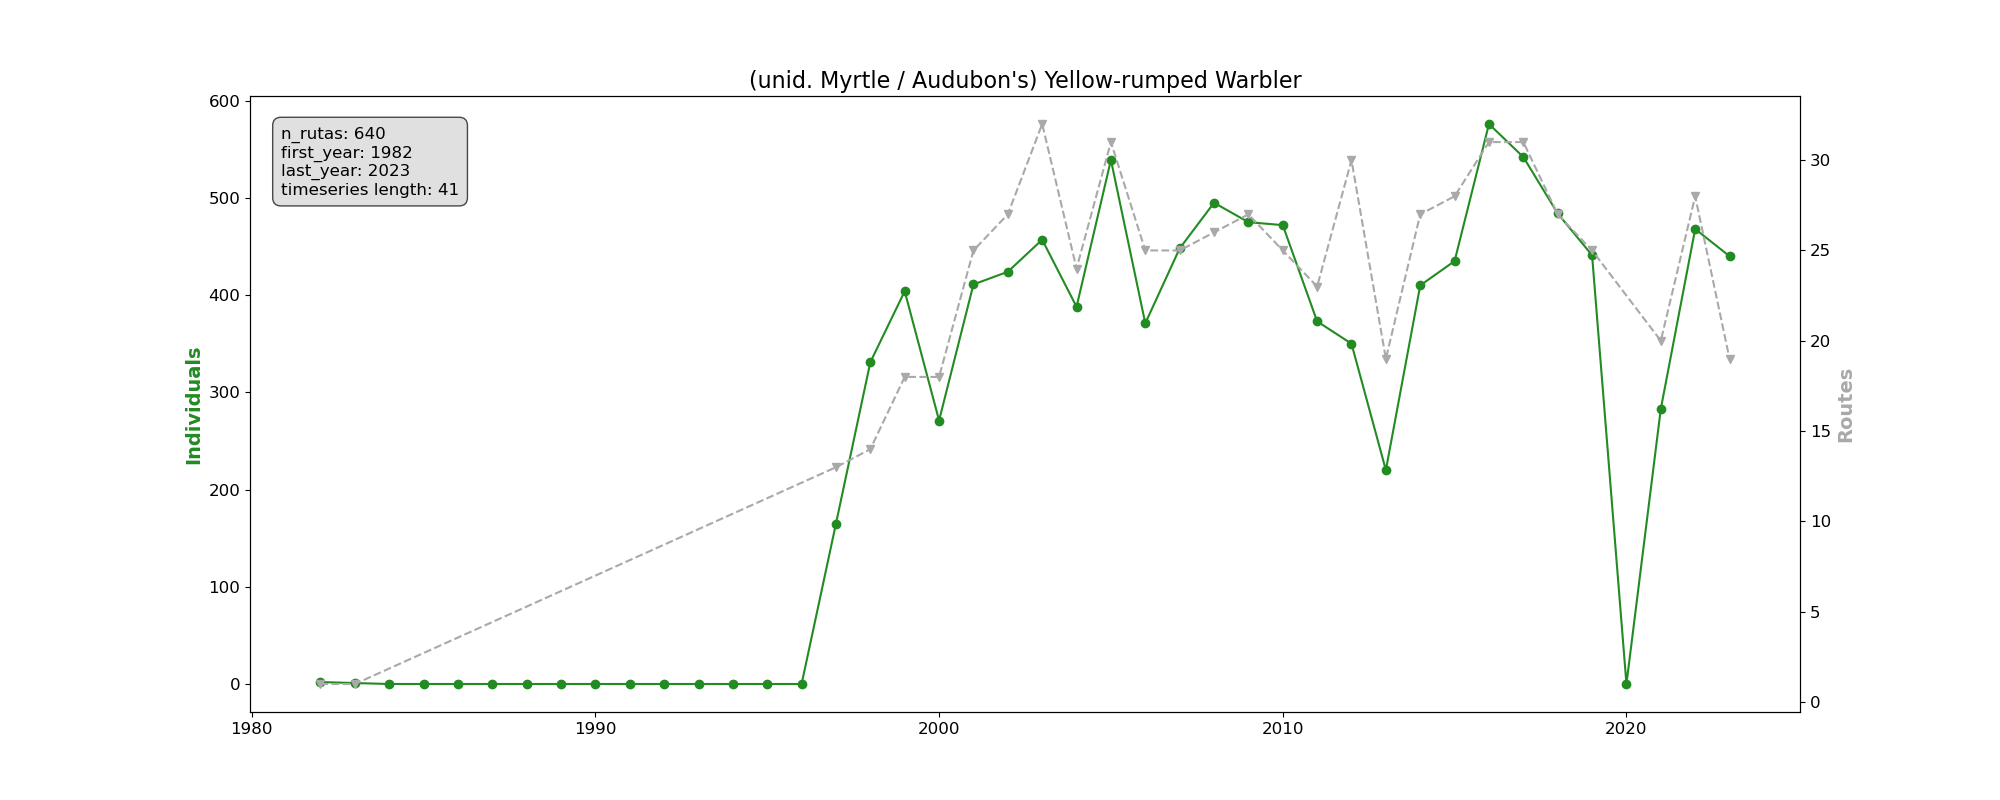 (unid. Myrtle / Audubon's) Yellow-rumped Warbler
n_rutas: 640
first_year: 1982
last_year: 2023
timeseries length: 41
600
500
400
300
200
100
0
Individuals
30
25
20
15
10
5
0
Routes
1980
1990
2000
2010
2020